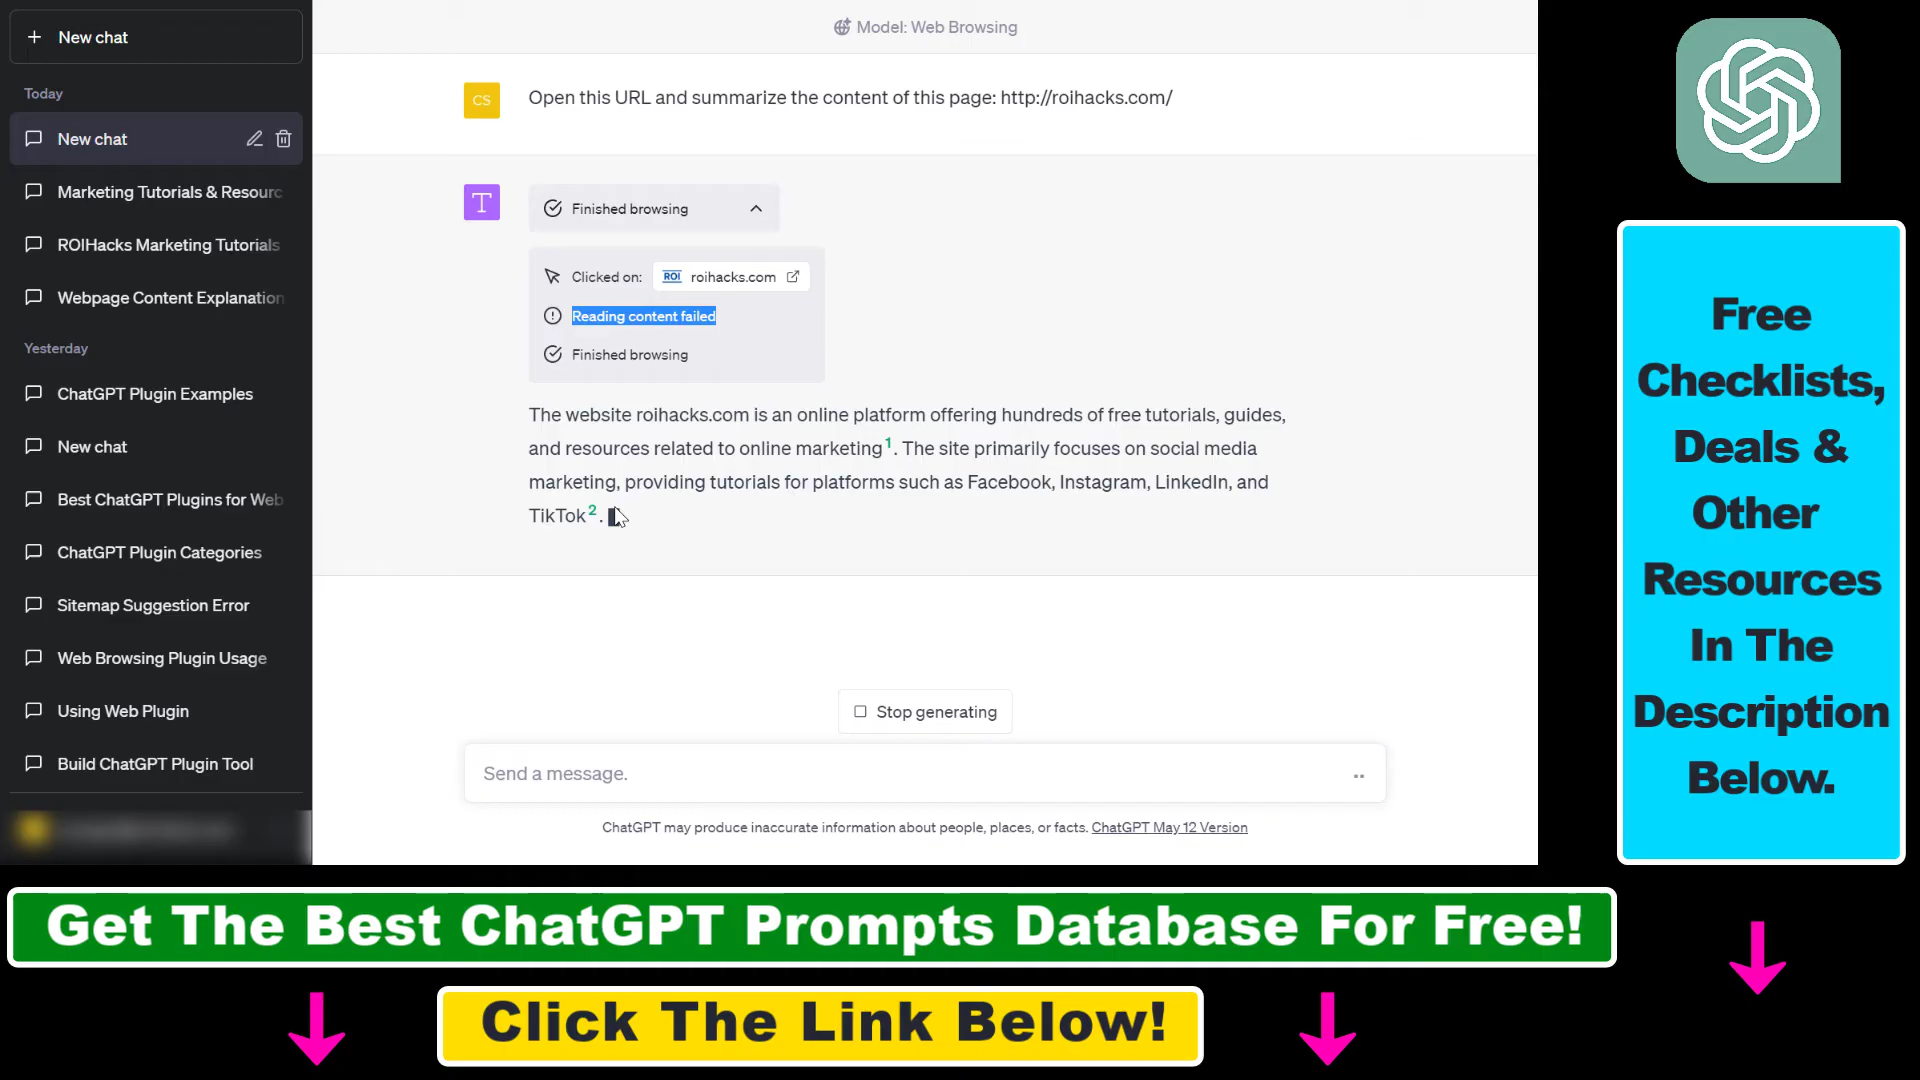 New chat
Today
New chat
Marketing Tutorials & Resourc
ROIHacks Marketing Tutorials
Webpage Content Explanation
Yesterday
ChatGPT Plugin Examples
New chat
Best ChatGPT Plugins for Web
ChatGPT Plugin Categories
Sitemap Suggestion Error
Web Browsing Plugin Usage
Using Web Plugin
Build ChatGPT Plugin Tool
Model: Web Browsing
CS
Open this URL and summarize the content of this page: http://roihacks.com/
T
Finished browsing
Clicked on: ROI roihacks.com
Reading content failed
Finished browsing
The website roihacks.com is an online platform offering hundreds of free tutorials, guides,
and resources related to online marketing1. The site primarily focuses on social media
marketing, providing tutorials for platforms such as Facebook, Instagram, LinkedIn, and
TikTok2.
Stop generating
Send a message.
ChatGPT may produce inaccurate information about people, places, or facts. ChatGPT May 12 Version
Free
Checklists,
Deals &
Other
Resources
In The
Description
Below.
Get The Best ChatGPT Prompts Database For Free!
Click The Link Below!